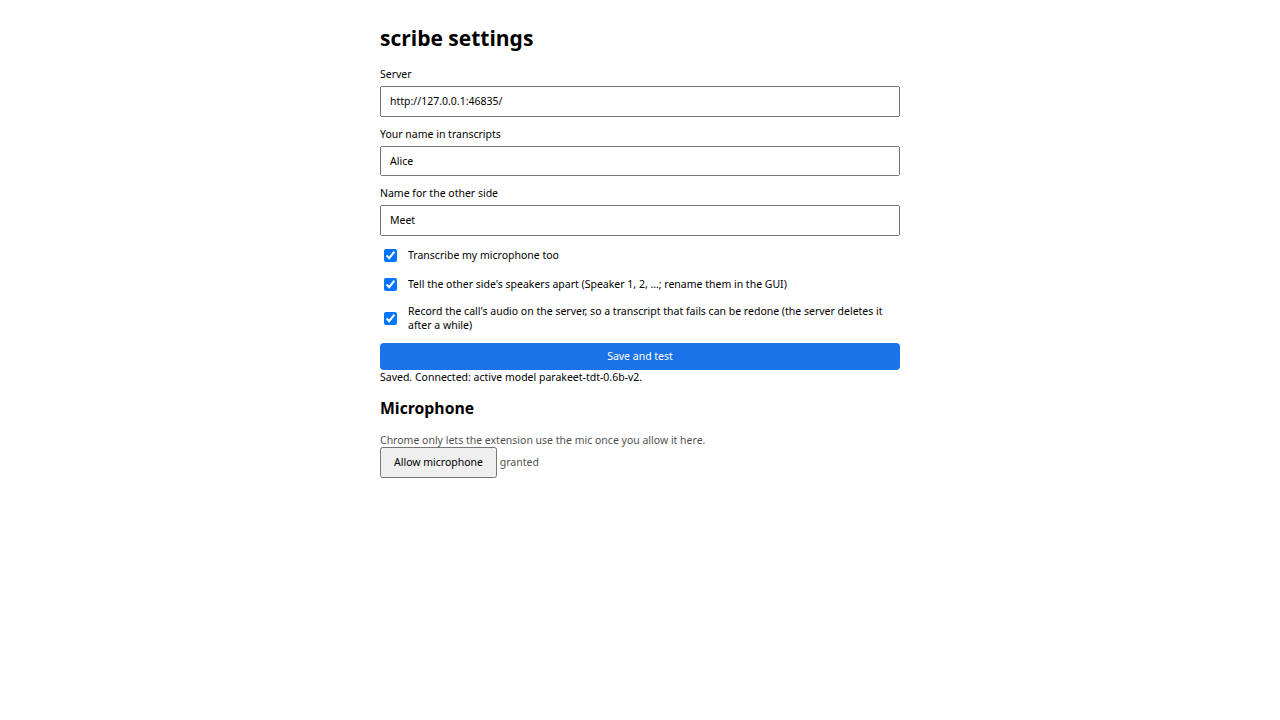 scribe settings
Server
http://127.0.0.1:46835/
Your name in transcripts
Alice
Name for the other side
Meet
Transcribe my microphone too
Tell the other side's speakers apart (Speaker 1, 2, ...; rename them in the GUI)
Record the call's audio on the server, so a transcript that fails can be redone (the server deletes it
after a while)
Save and test
Saved. Connected: active model parakeet-tdt-0.6b-v2.
Microphone
Chrome only lets the extension use the mic once you allow it here.
Allow microphone granted